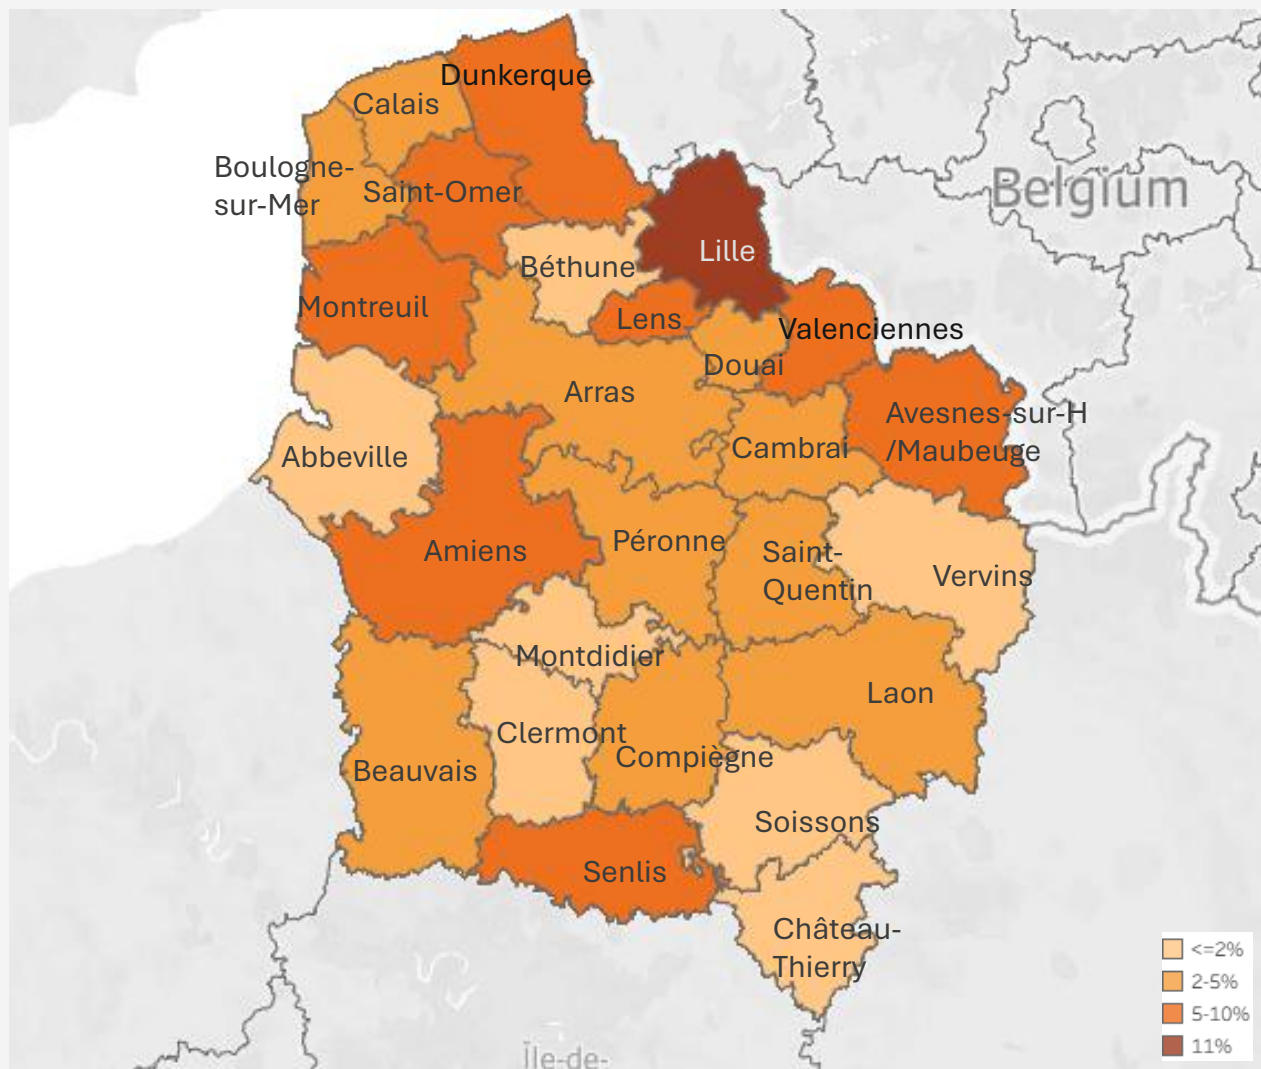 Dunkerque
Calais
Boulogne-
sur-Mer
Saint-Omer
Belgium
Lille
Béthune
Montreuil
Lens
Valenciennes
Douai
Arras
Avesnes-sur-H
/Maubeuge
Cambrai
Abbeville
Péronne
Amiens
Saint-
Quentin
Vervins
Montdidier
Laon
Clermont
Compiègne
Beauvais
Soissons
Senlis
Château-
Thierry
<=2%
2-5%
5-10%
11%
Île-de-